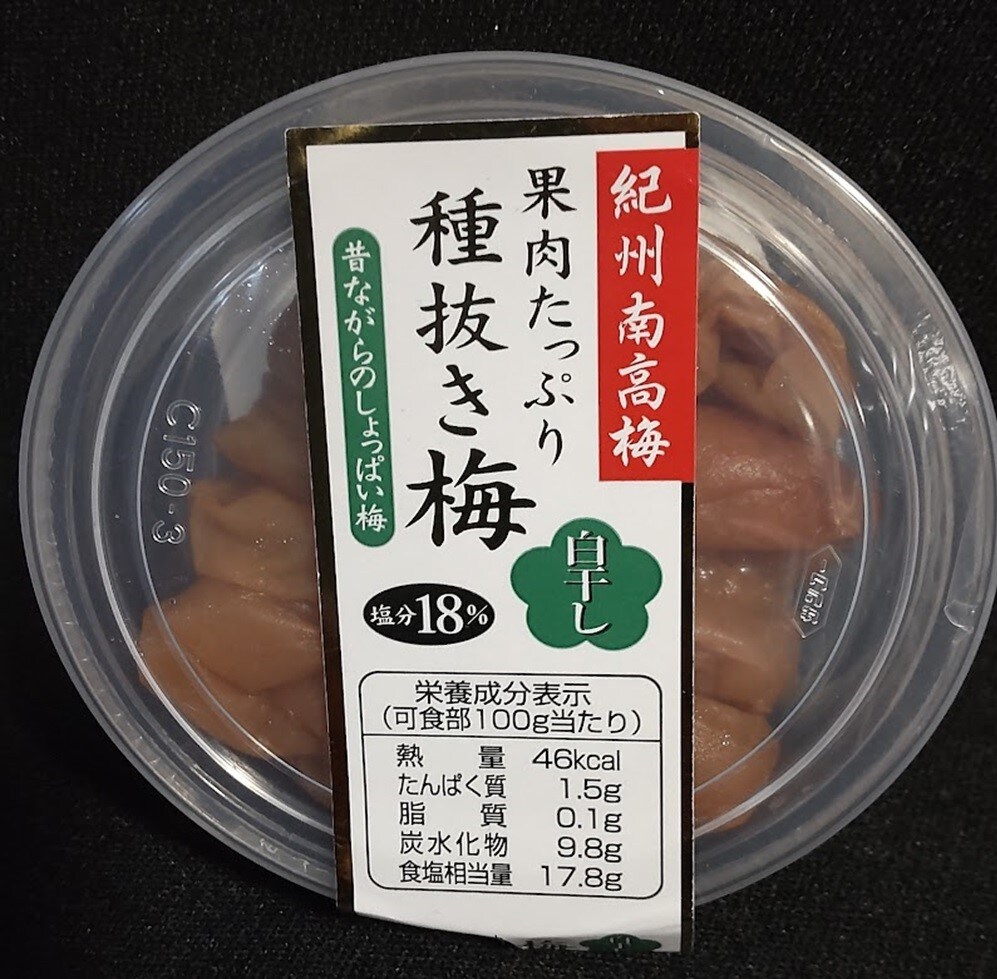 紀州南高梅
果肉たっぷり
種抜き梅
昔ながらのしょっぱい梅
白干し
塩分18%
栄養成分表示
(可食部100g当たり)
熱量 46kcal
たんぱく質 1.5g
脂質 0.1g
炭水化物 9.8g
食塩相当量 17.8g
C150-3